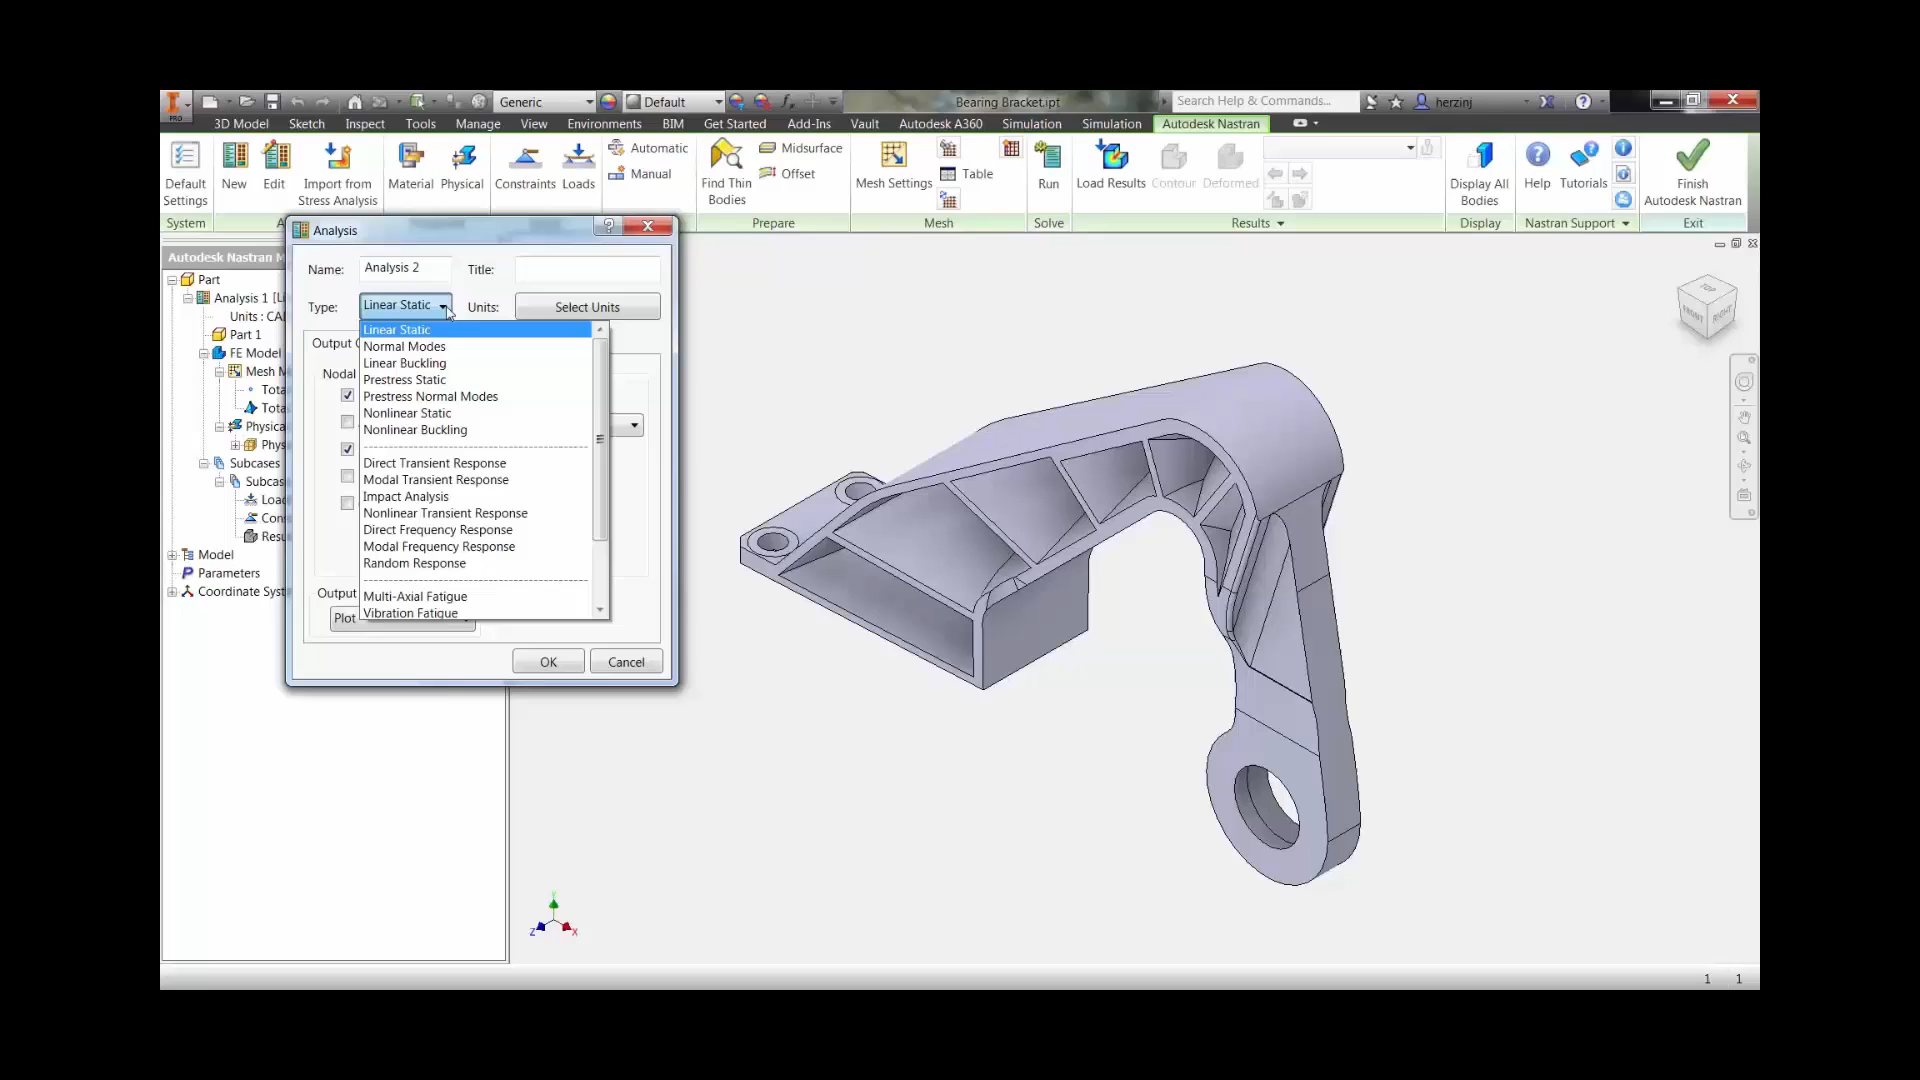 PRO
Generic
Default
Bearing Bracket.ipt
Search Help & Commands...
herzinj
3D Model
Sketch
Inspect
Tools
Manage
View
Environments
BIM
Get Started
Add-Ins
Vault
Autodesk A360
Simulation
Simulation
Autodesk Nastran
Default Settings
New
Edit
Import from Stress Analysis
Material
Physical
Constraints
Loads
Automatic
Manual
Find Thin Bodies
Midsurface
Offset
Mesh Settings
Table
Run
Load Results
Contour
Deformed
Display All Bodies
Help
Tutorials
Finish Autodesk Nastran
System
Prepare
Mesh
Solve
Results
Display
Nastran Support
Exit
Autodesk Nastran M
Part
Analysis 1 [Li
Units : CA
Part 1
FE Model
Mesh M
Tota
Tota
Physica
Phys
Subcases
Subcas
Loa
Con
Resu
Model
Parameters
Coordinate Syst
Analysis
Name:
Analysis 2
Title:
Type:
Linear Static
Units:
Select Units
Output C
Nodal
Output
Plot
Linear Static
Normal Modes
Linear Buckling
Prestress Static
Prestress Normal Modes
Nonlinear Static
Nonlinear Buckling
Direct Transient Response
Modal Transient Response
Impact Analysis
Nonlinear Transient Response
Direct Frequency Response
Modal Frequency Response
Random Response
Multi-Axial Fatigue
Vibration Fatigue
OK
Cancel
TOP
FRONT
RIGHT
Y
Z
X
1
1